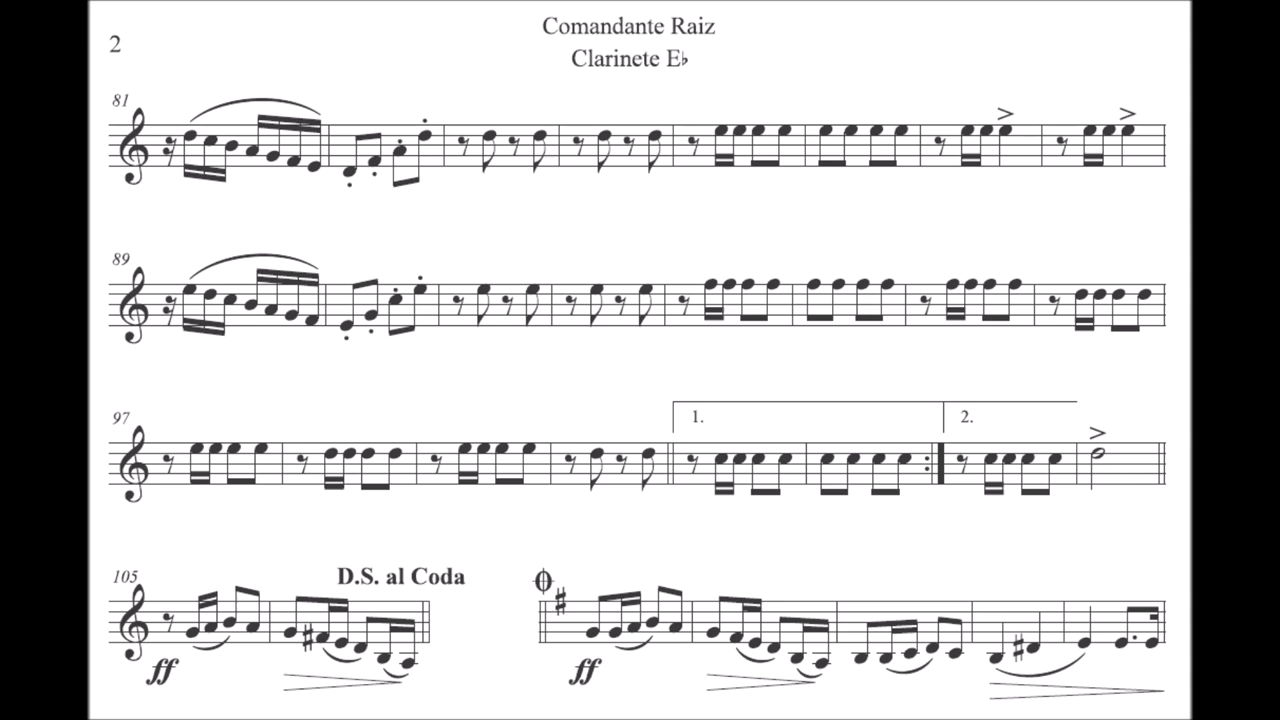 Comandante Raiz
2
Clarinete E♭
81
89
97
1.
2.
105
D.S. al Coda
ff
ff